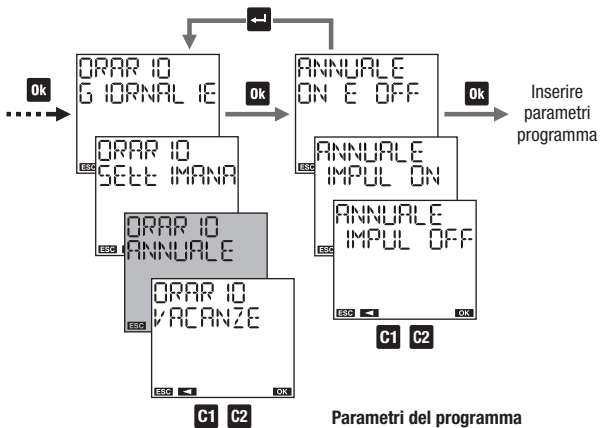 Ok
ORARIO
GIORNALIE
ESC
ORARIO
SETTIMANA
ESC
ORARIO
ANNUALE
ESC
ORARIO
VACANZE
ESC ◄ OK
C1 C2
Ok
ANNUALE
ON E OFF
ESC
ANNUALE
IMPUL ON
ESC
ANNUALE
IMPUL OFF
ESC ◄ OK
C1 C2
Ok
Inserire
parametri
programma
Parametri del programma